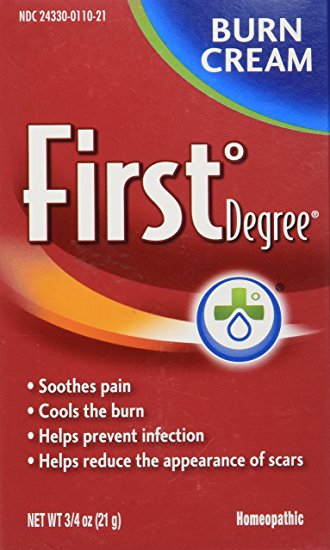 NDC 24330-0110-21
BURN
CREAM
First°
Degree®
®
• Soothes pain
• Cools the burn
• Helps prevent infection
• Helps reduce the appearance of scars
NET WT 3/4 oz (21 g) Homeopathic